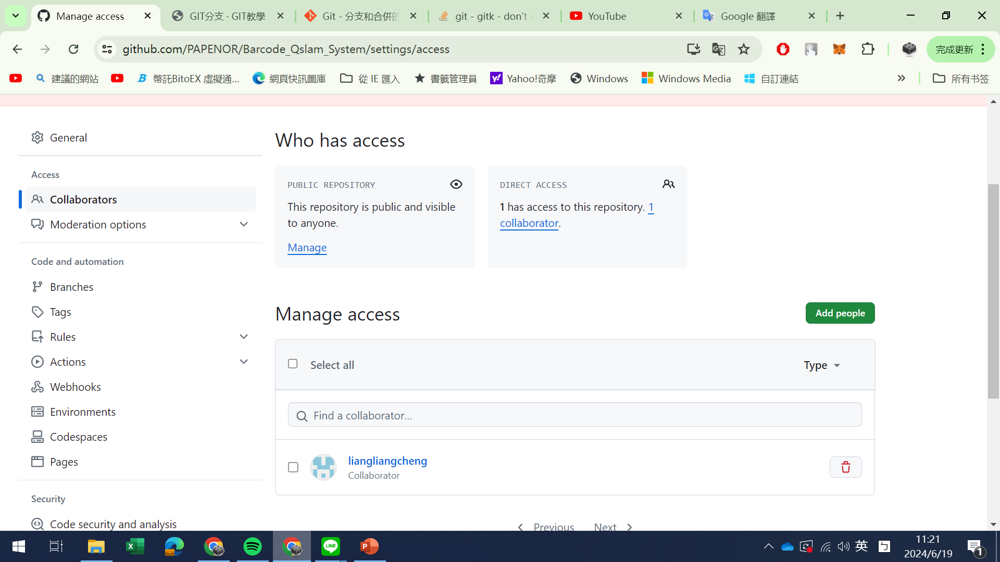 Manage access
GIT分支 · GIT教學
Git - 分支和合併的
git - gitk - don't s
YouTube
Google 翻譯
github.com/PAPENOR/Barcode_Qslam_System/settings/access
完成更新
建議的網站
幣託BitoEX 虛擬通...
網頁快訊圖庫
從 IE 匯入
書籤管理員
Yahoo!奇摩
Windows
Windows Media
自訂連結
所有书签
General
Access
Collaborators
Moderation options
Code and automation
Branches
Tags
Rules
Actions
Webhooks
Environments
Codespaces
Pages
Security
Code security and analysis
Who has access
PUBLIC REPOSITORY
This repository is public and visible
to anyone.
Manage
DIRECT ACCESS
1 has access to this repository. 1
collaborator.
Manage access
Add people
Select all
Type
Find a collaborator...
liangliangcheng
Collaborator
Previous
Next
LINE
英
ㄅ
11:21
2024/6/19
1